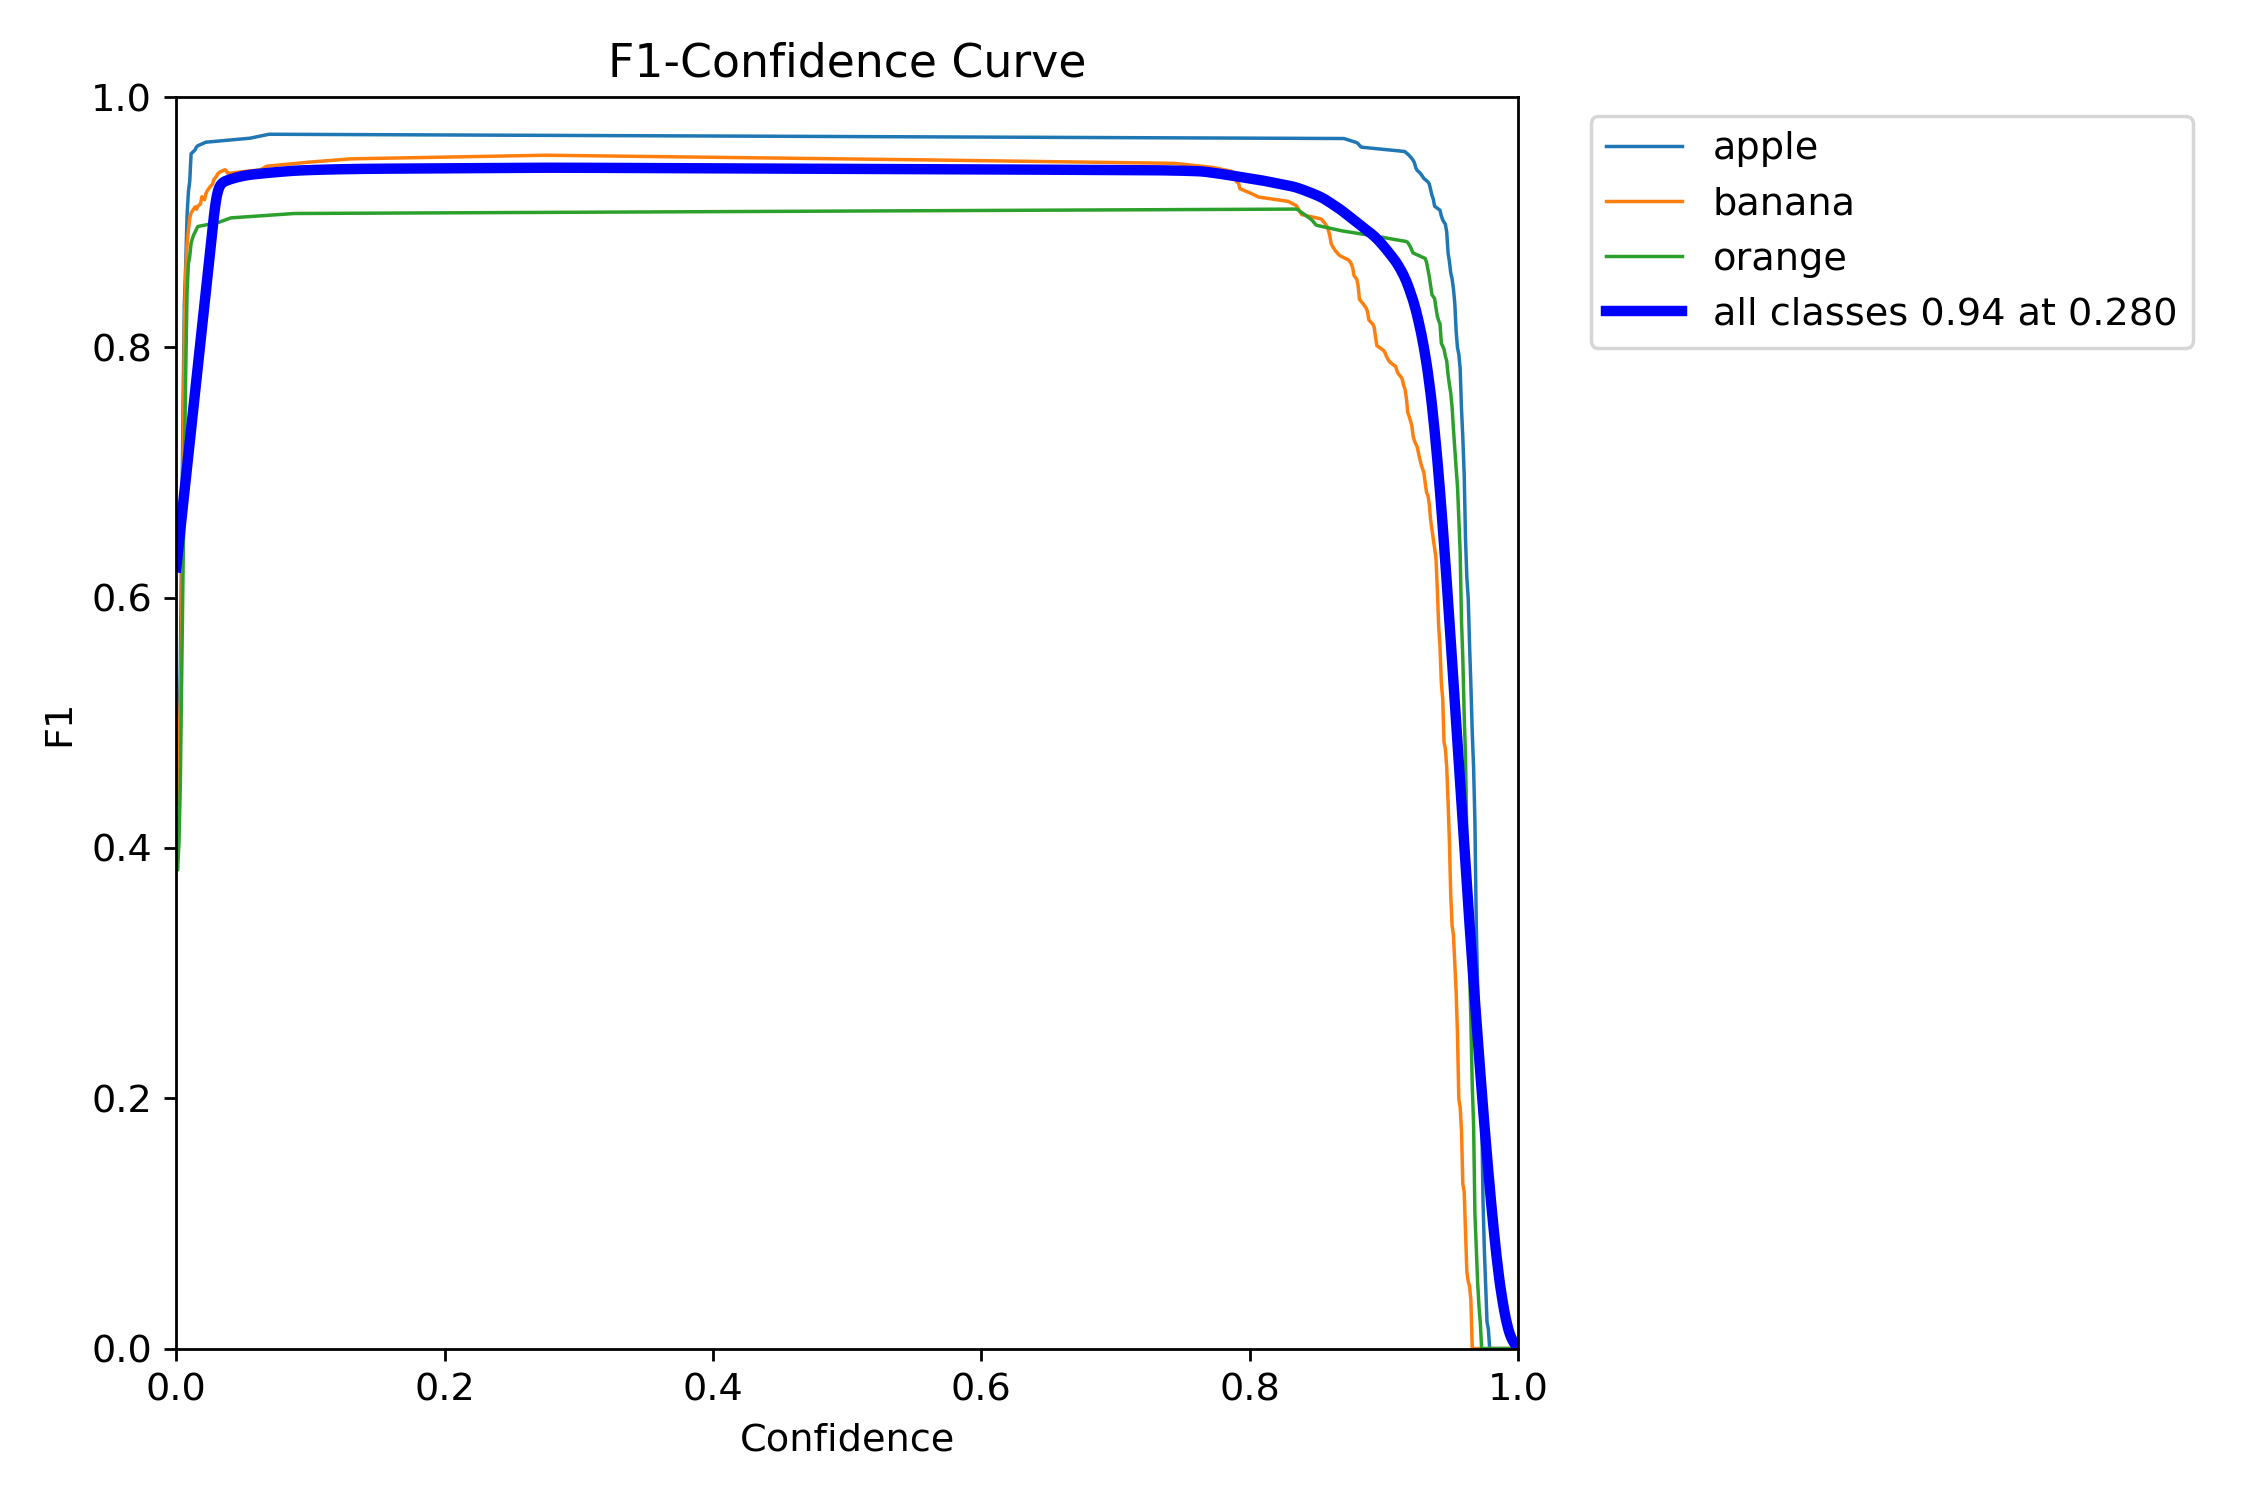 F1-Confidence Curve
1.0
0.8
0.6
0.4
0.2
0.0
F1
0.0 0.2 0.4 0.6 0.8 1.0
Confidence
apple
banana
orange
all classes 0.94 at 0.280